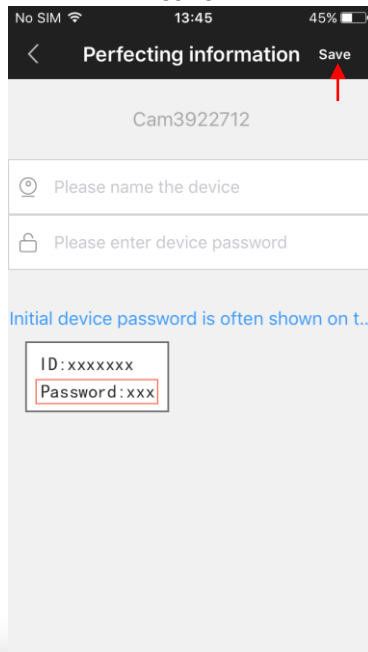 No SIM 13:45 45%
Perfecting information Save
Cam3922712
Please name the device
Please enter device password
Initial device password is often shown on t..
ID:xxxxxxx
Password:xxx